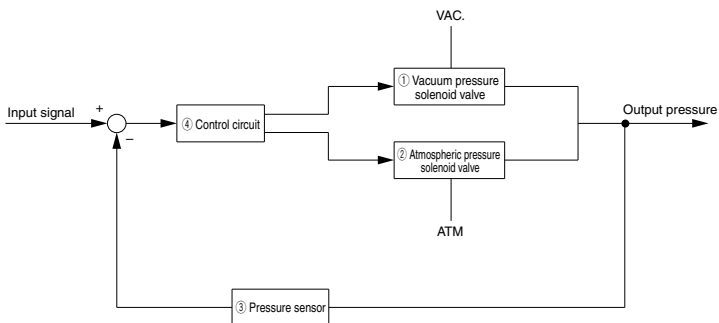 VAC.
① Vacuum pressure
solenoid valve
Input signal
+
−
④ Control circuit
Output pressure
② Atmospheric pressure
solenoid valve
ATM
③ Pressure sensor